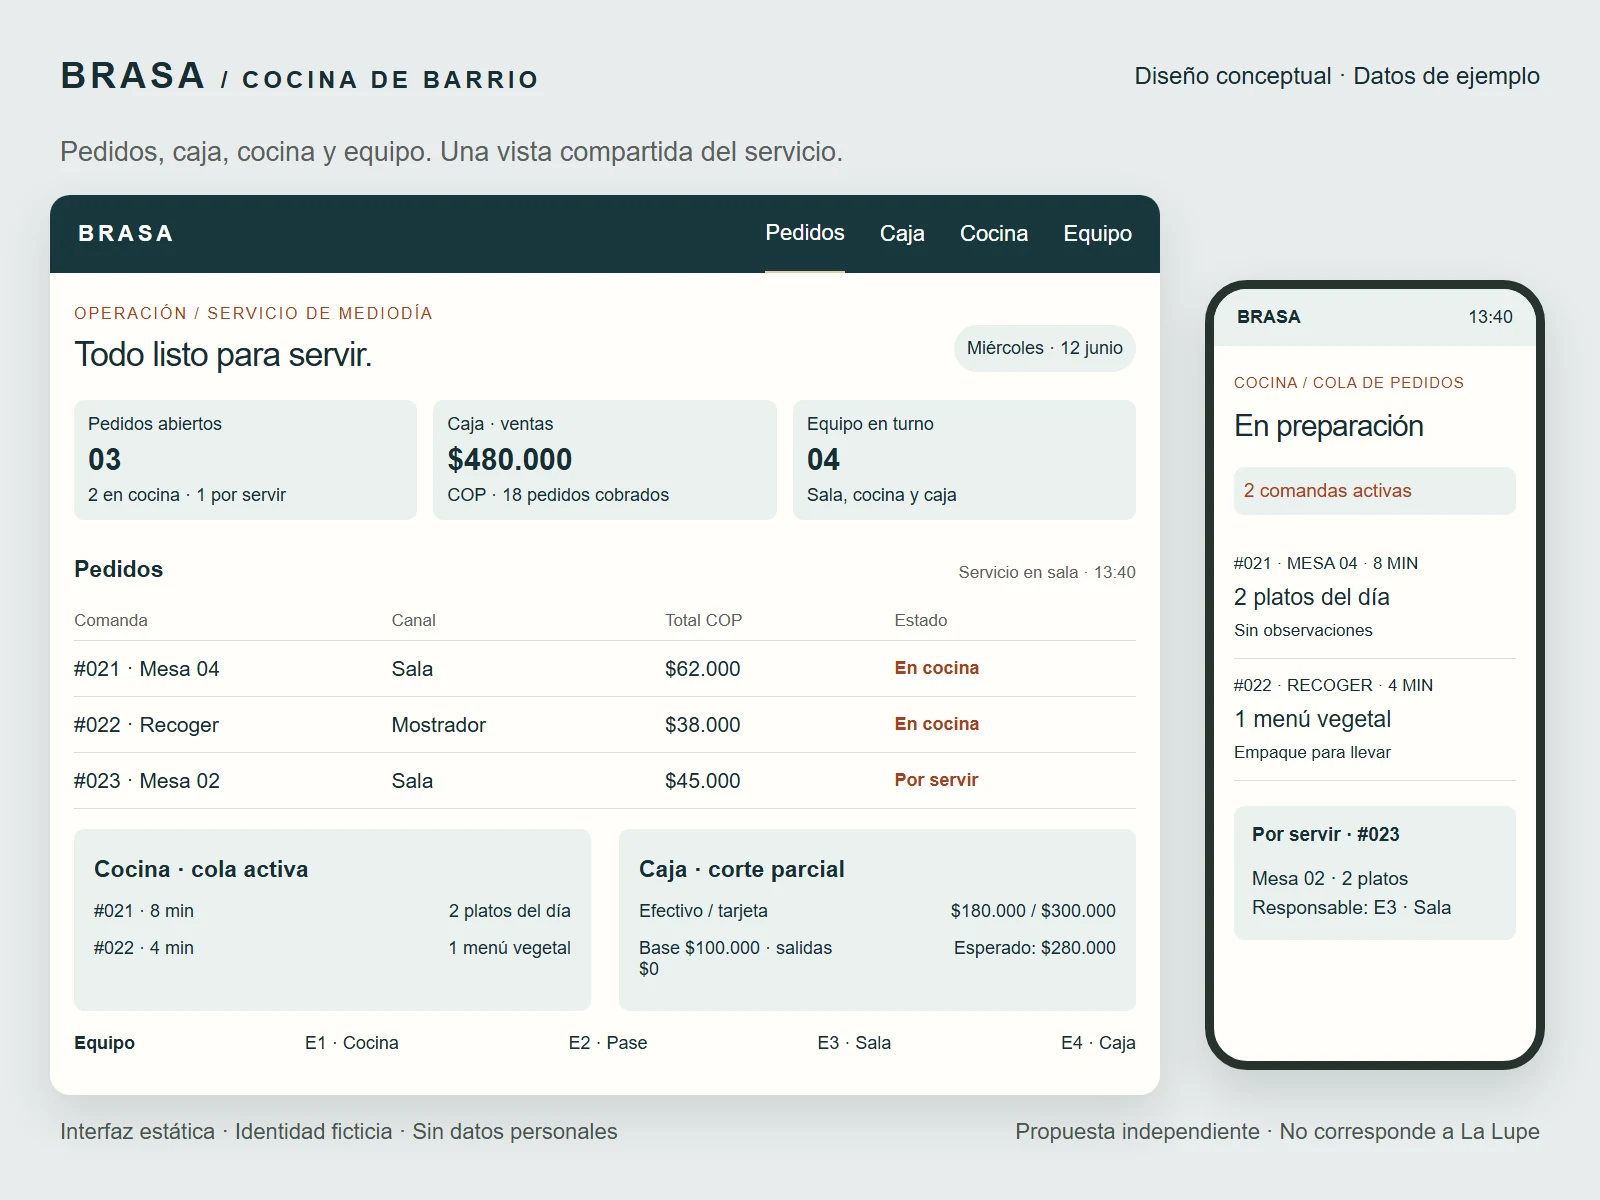 BRASA / COCINA DE BARRIO
Diseño conceptual · Datos de ejemplo
Pedidos, caja, cocina y equipo. Una vista compartida del servicio.
BRASA
Pedidos Caja Cocina Equipo
OPERACIÓN / SERVICIO DE MEDIODÍA
Todo listo para servir.
Miércoles · 12 junio
Pedidos abiertos
03
2 en cocina · 1 por servir
Caja · ventas
$480.000
COP · 18 pedidos cobrados
Equipo en turno
04
Sala, cocina y caja
Pedidos
Servicio en sala · 13:40
Comanda Canal Total COP Estado
#021 · Mesa 04 Sala $62.000 En cocina
#022 · Recoger Mostrador $38.000 En cocina
#023 · Mesa 02 Sala $45.000 Por servir
Cocina · cola activa
#021 · 8 min 2 platos del día
#022 · 4 min 1 menú vegetal
Caja · corte parcial
Efectivo / tarjeta $180.000 / $300.000
Base $100.000 · salidas Esperado: $280.000
$0
Equipo E1 · Cocina E2 · Pase E3 · Sala E4 · Caja
BRASA 13:40
COCINA / COLA DE PEDIDOS
En preparación
2 comandas activas
#021 · MESA 04 · 8 MIN
2 platos del día
Sin observaciones
#022 · RECOGER · 4 MIN
1 menú vegetal
Empaque para llevar
Por servir · #023
Mesa 02 · 2 platos
Responsable: E3 · Sala
Interfaz estática · Identidad ficticia · Sin datos personales
Propuesta independiente · No corresponde a La Lupe